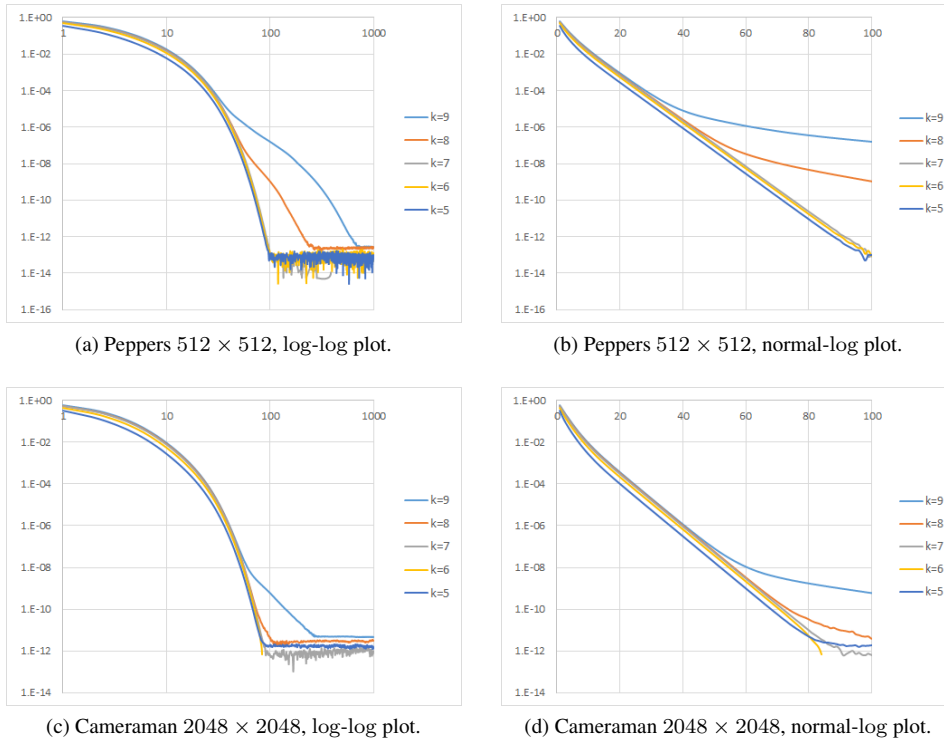 1.E+00
1 10 100 1000
1.E-02
1.E-04
1.E-06
1.E-08
1.E-10
1.E-12
1.E-14
1.E-16
k=9
k=8
k=7
k=6
k=5
(a) Peppers 512 × 512, log-log plot.
1.E+00
0 20 40 60 80 100
1.E-02
1.E-04
1.E-06
1.E-08
1.E-10
1.E-12
1.E-14
1.E-16
k=9
k=8
k=7
k=6
k=5
(b) Peppers 512 × 512, normal-log plot.
1.E+00
1 10 100 1000
1.E-02
1.E-04
1.E-06
1.E-08
1.E-10
1.E-12
1.E-14
k=9
k=8
k=7
k=6
k=5
(c) Cameraman 2048 × 2048, log-log plot.
1.E+00
0 20 40 60 80 100
1.E-02
1.E-04
1.E-06
1.E-08
1.E-10
1.E-12
1.E-14
k=9
k=8
k=7
k=6
k=5
(d) Cameraman 2048 × 2048, normal-log plot.